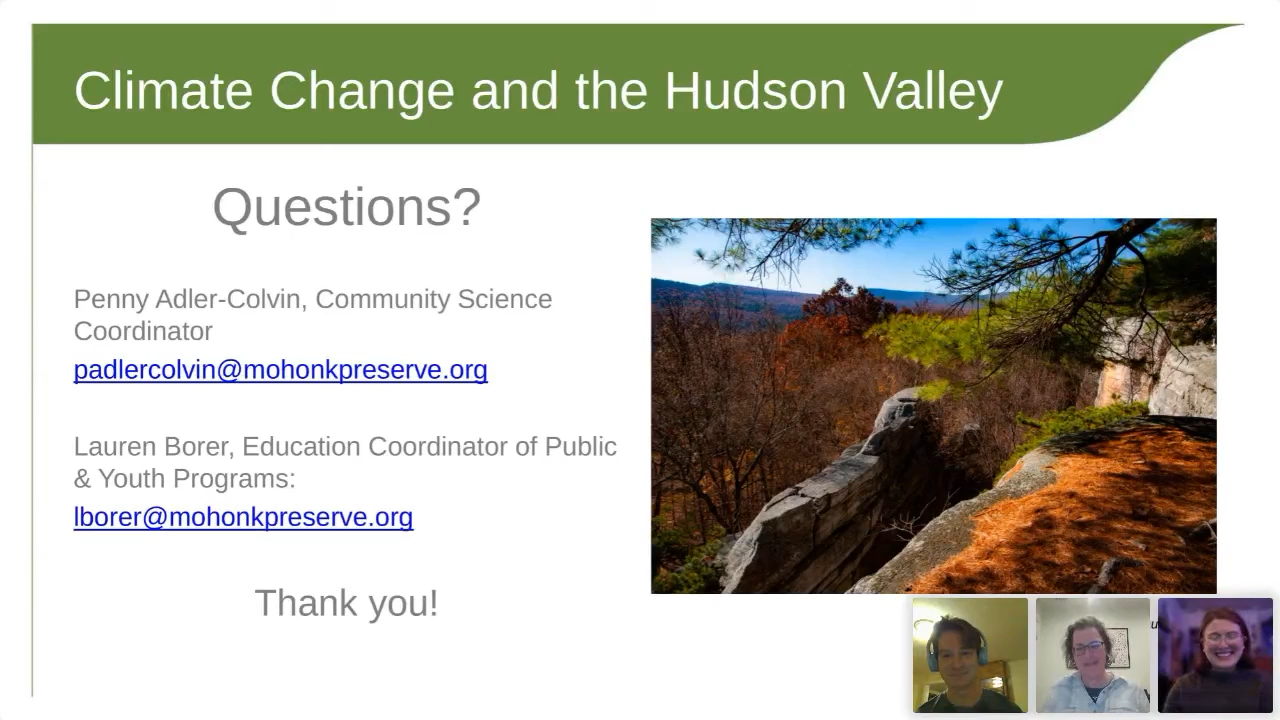 Climate Change and the Hudson Valley
Questions?
Penny Adler-Colvin, Community Science
Coordinator
padlercolvin@mohonkpreserve.org
Lauren Borer, Education Coordinator of Public
& Youth Programs:
lborer@mohonkpreserve.org
Thank you!